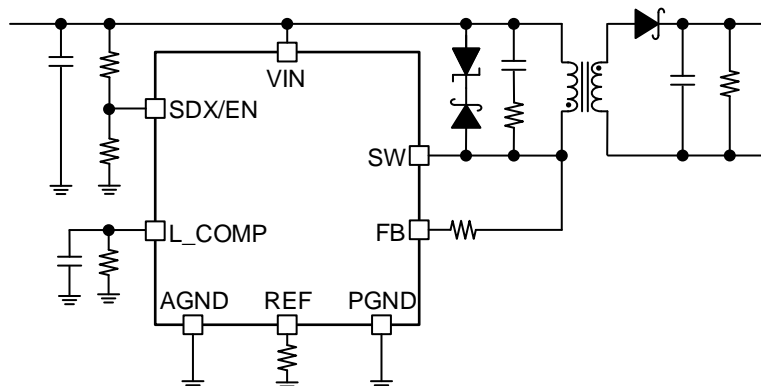 VIN
SDX/EN
SW
L_COMP
FB
AGND
REF
PGND